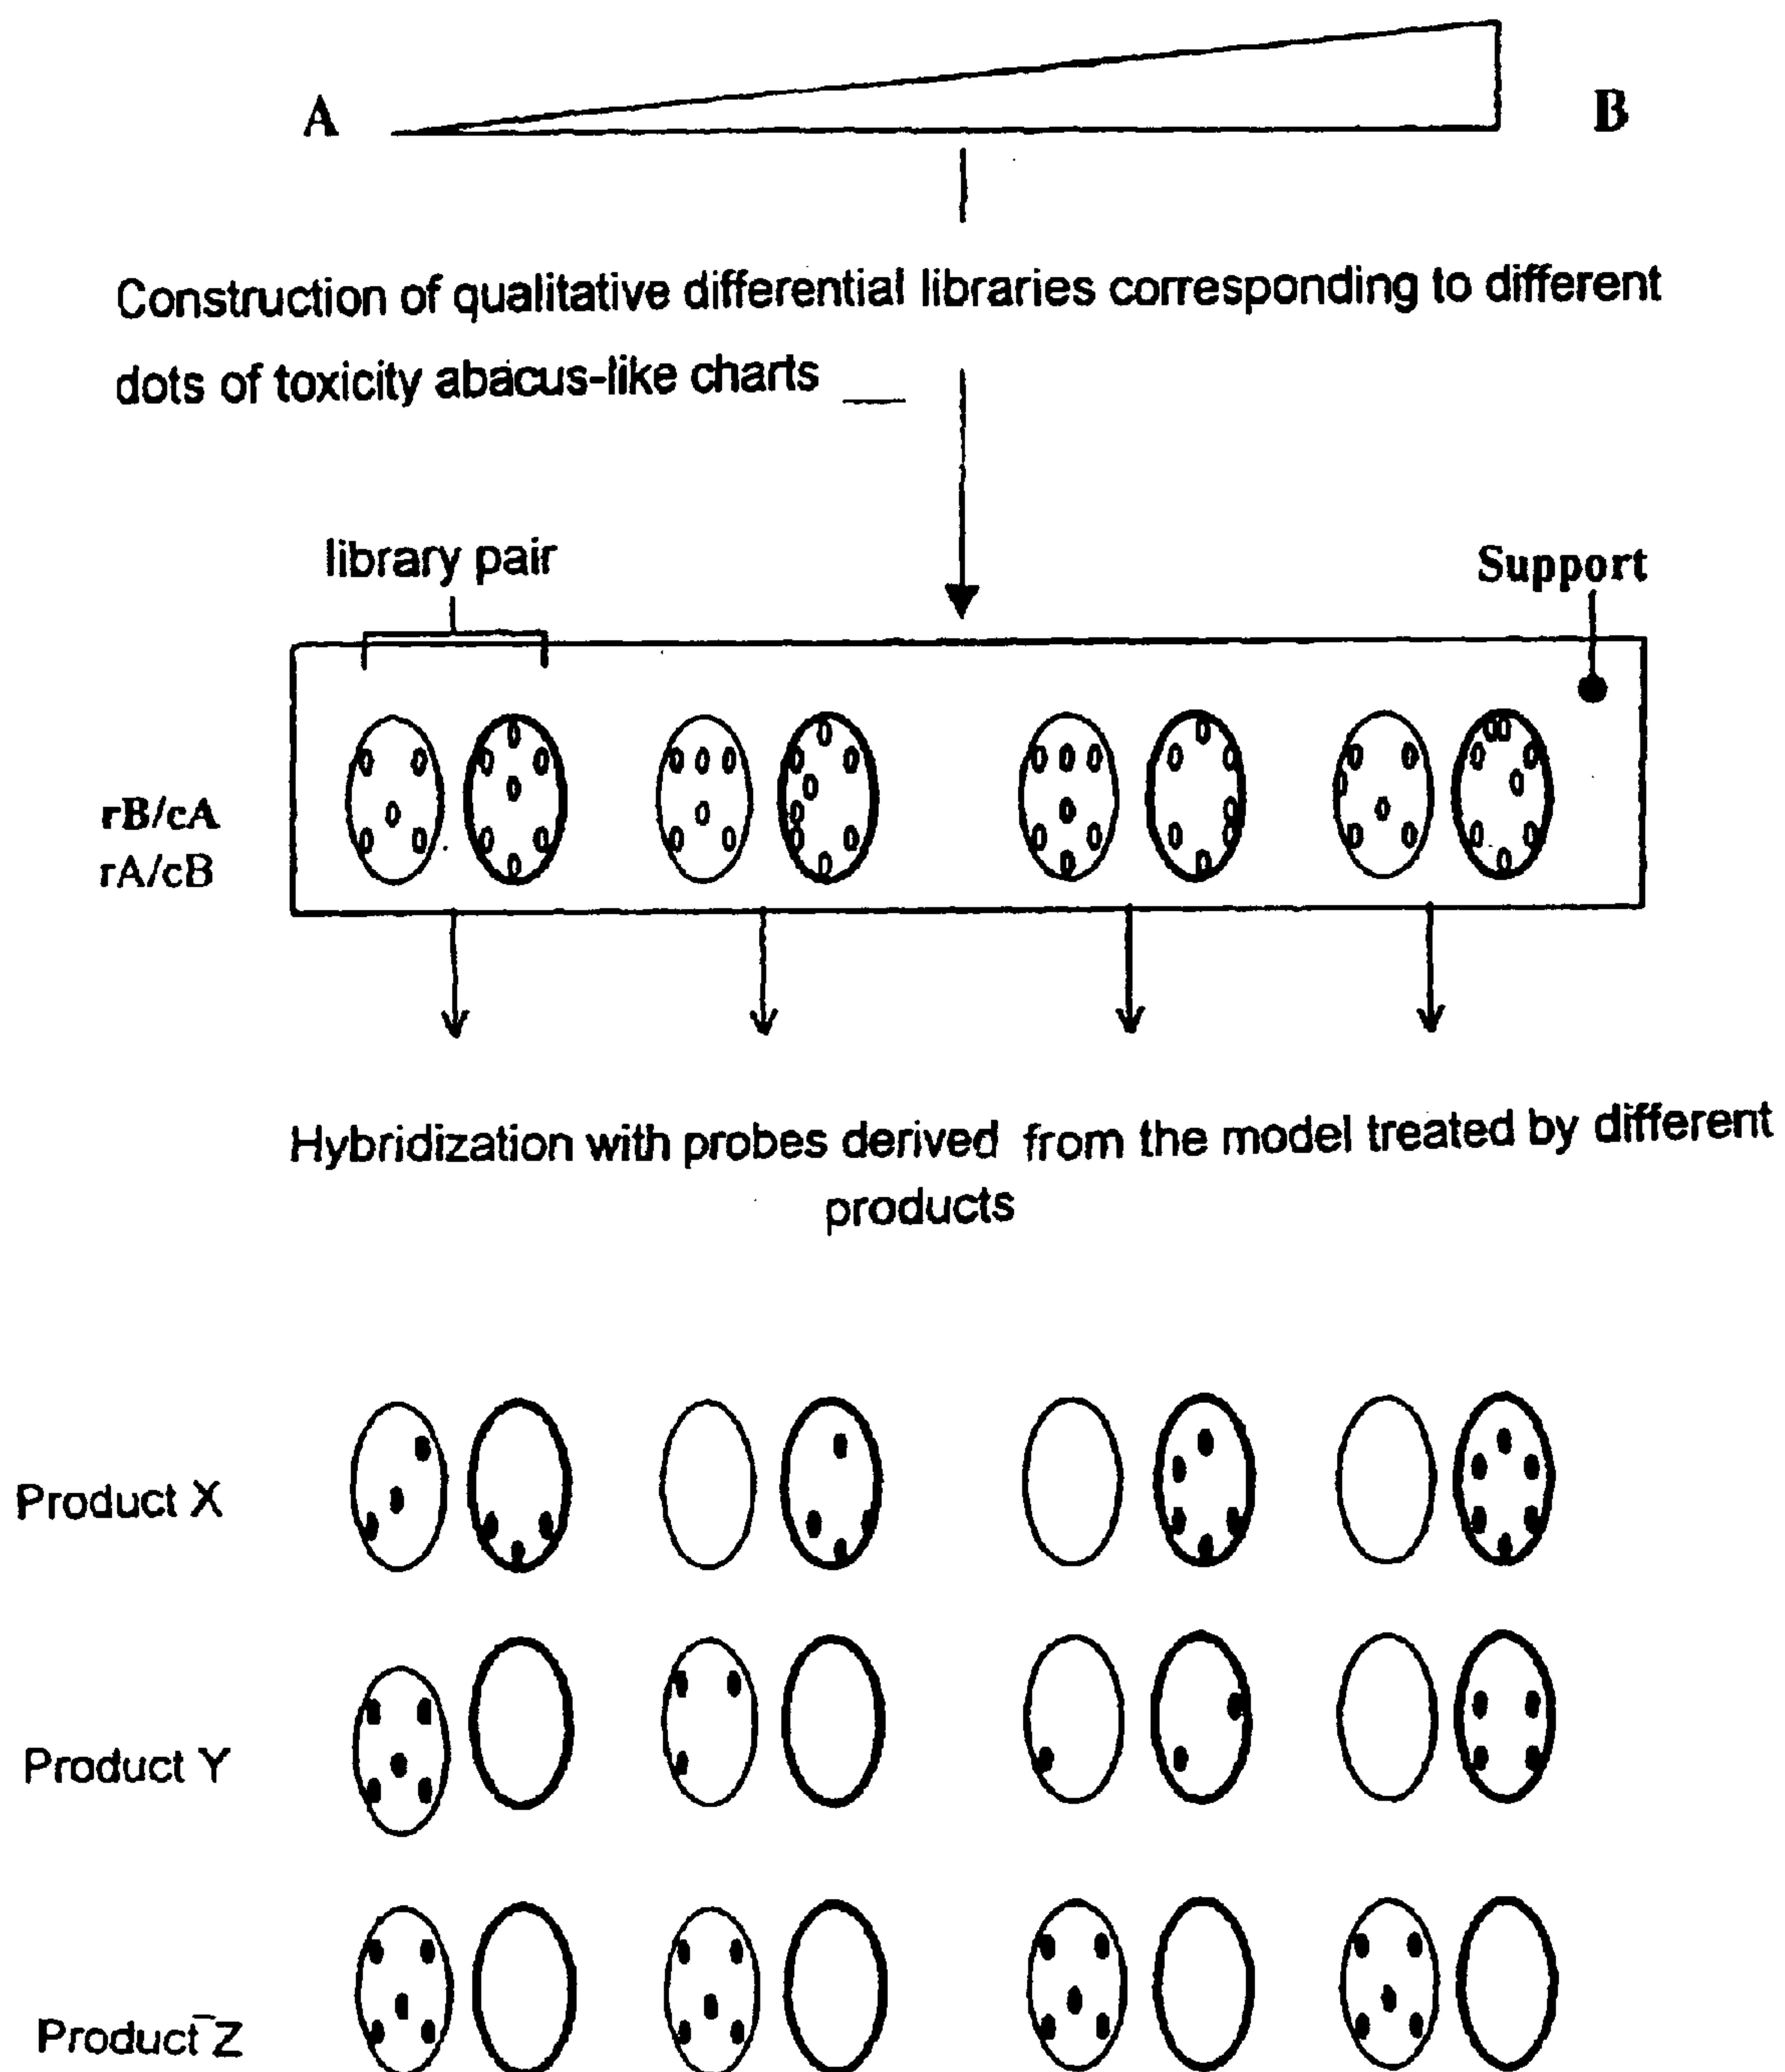 A B
Construction of qualitative differential libraries corresponding to different
dots of toxicity abacus-like charts
library pair Support
rB/cA
rA/cB
Hybridization with probes derived from the model treated by different
products
Product X
Product Y
Product Z